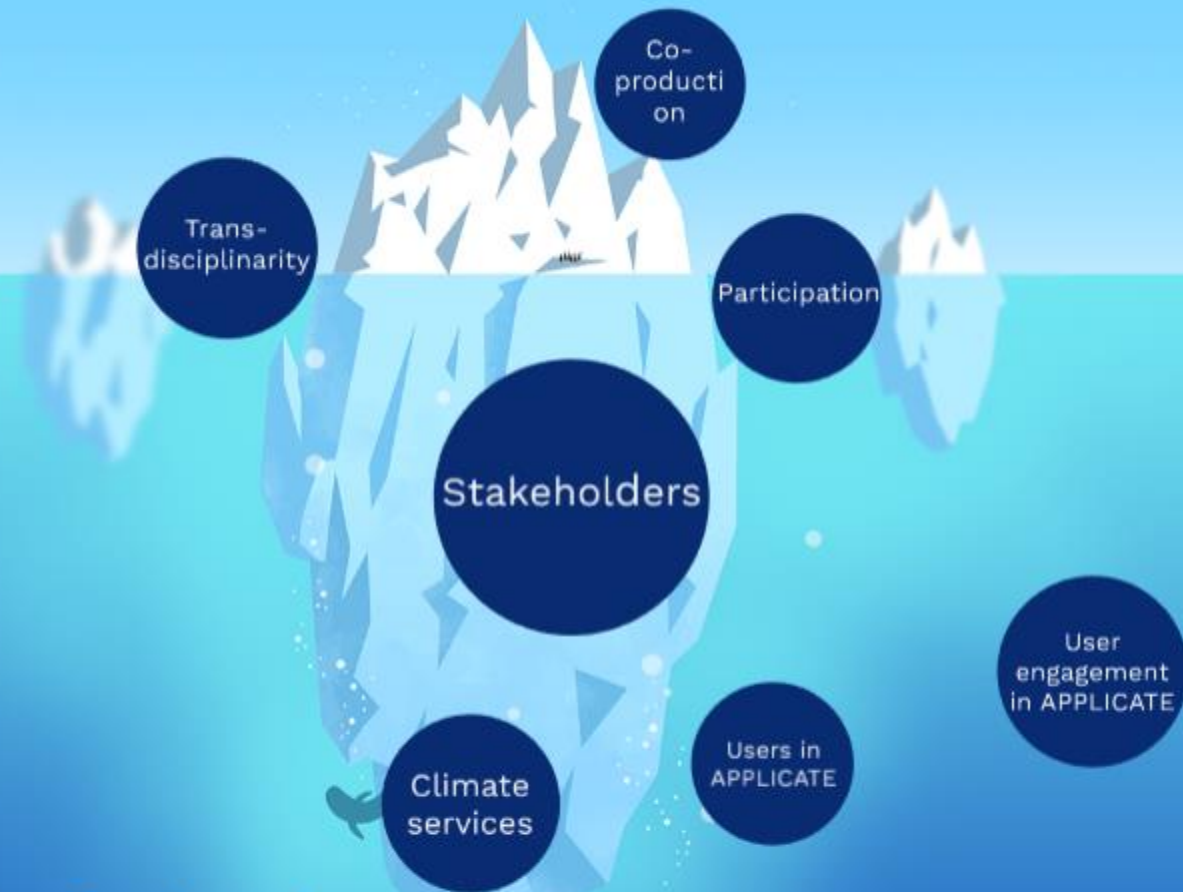 Co-
producti
on
Trans-
disciplinarity
Participation
Stakeholders
User
engagement
in APPLICATE
Users in
APPLICATE
Climate
services